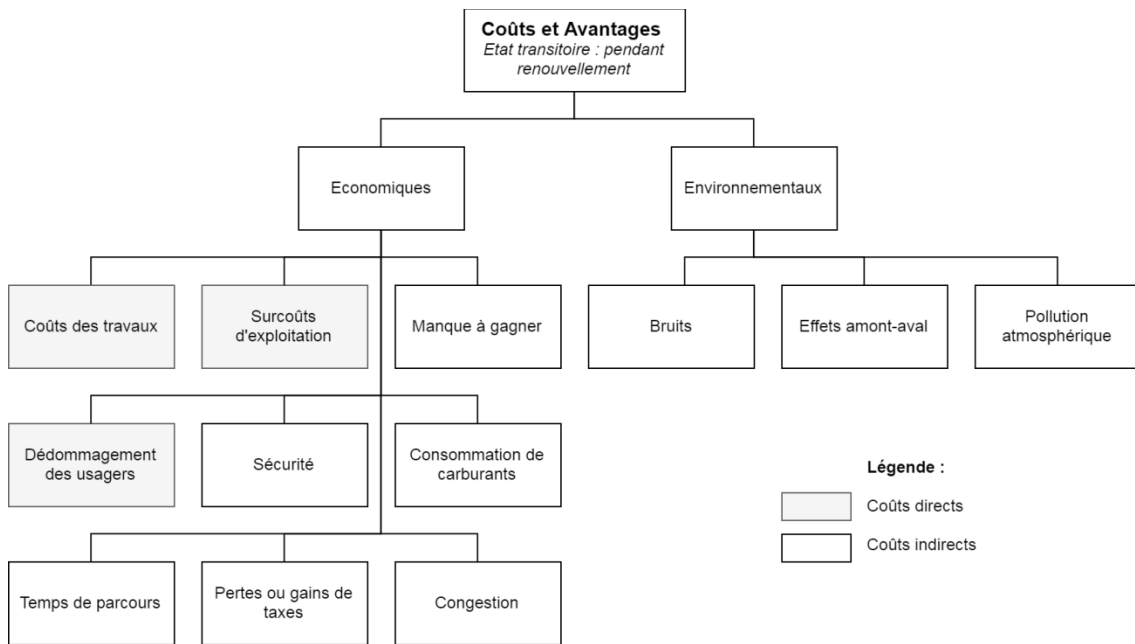 Coûts et Avantages
Etat transitoire : pendant
renouvellement
Economiques
Environnementaux
Coûts des travaux
Surcoûts
d'exploitation
Manque à gagner
Bruits
Effets amont-aval
Pollution
atmosphérique
Dédommagement
des usagers
Sécurité
Consommation de
carburants
Légende :
Coûts directs
Coûts indirects
Temps de parcours
Pertes ou gains de
taxes
Congestion